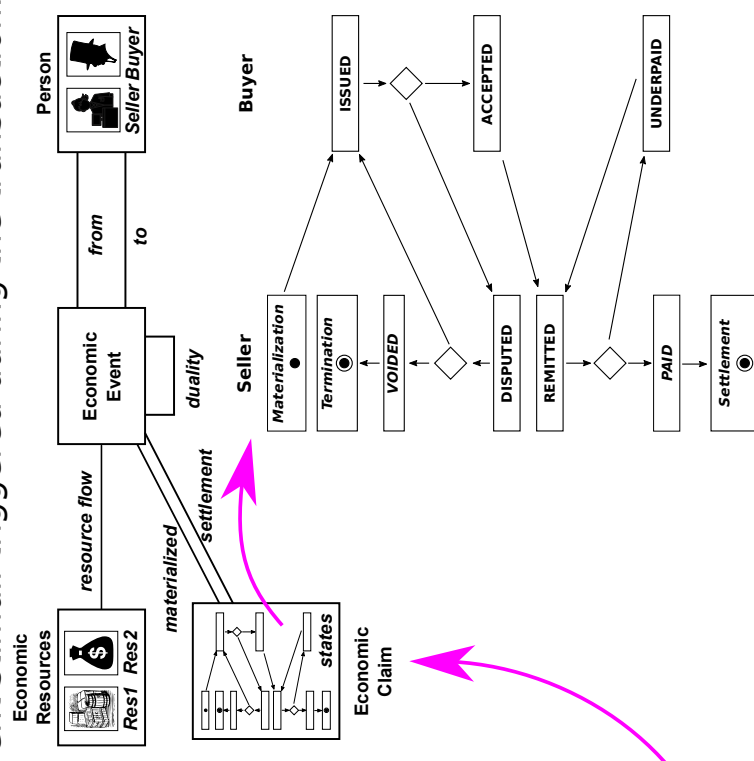 Economic
Resources
Res1 Res2
resource flow
Economic
Event
from
to
Person
Seller Buyer
duality
materialized
settlement
states
Economic
Claim
Seller
Buyer
Materialization
Termination
ISSUED
VOIDED
ACCEPTED
DISPUTED
REMITTED
UNDERPAID
PAID
Settlement